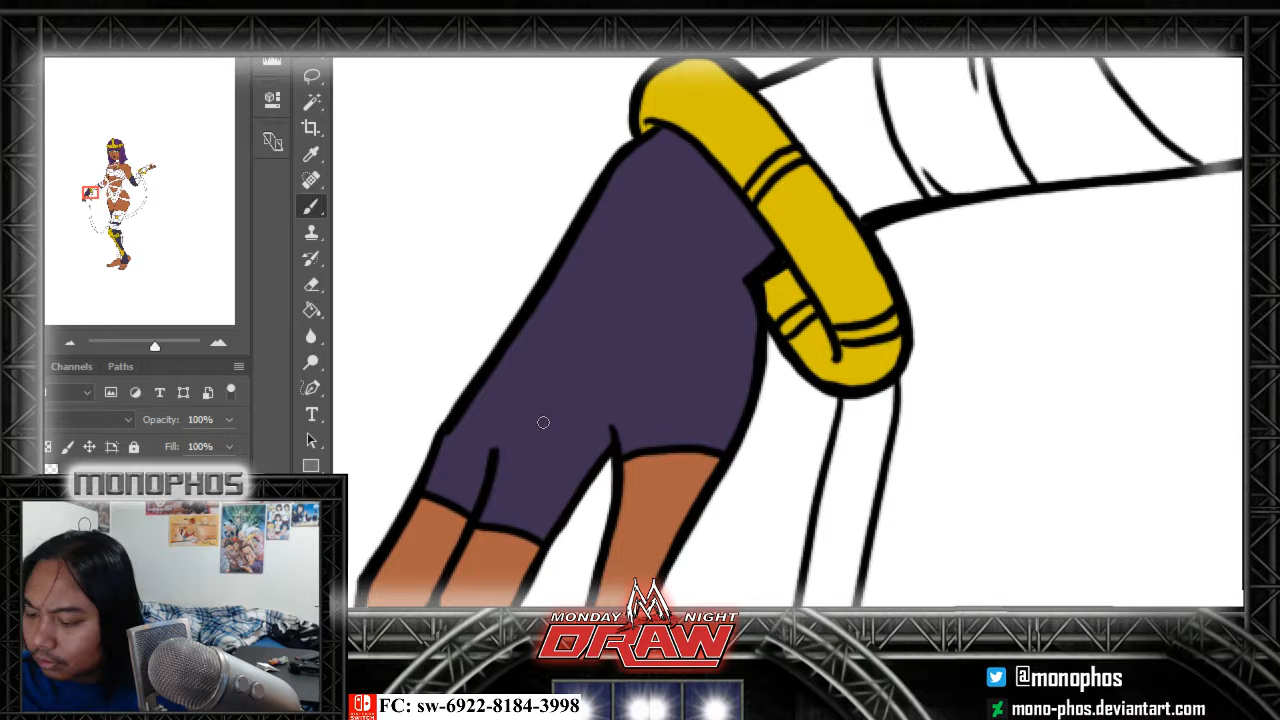 Channels Paths
Opacity: 100%
Fill: 100%
MONOPHOS
MONDAY NIGHT
DRAW
FC: sw-6922-8184-3998
@monophos
mono-phos.deviantart.com